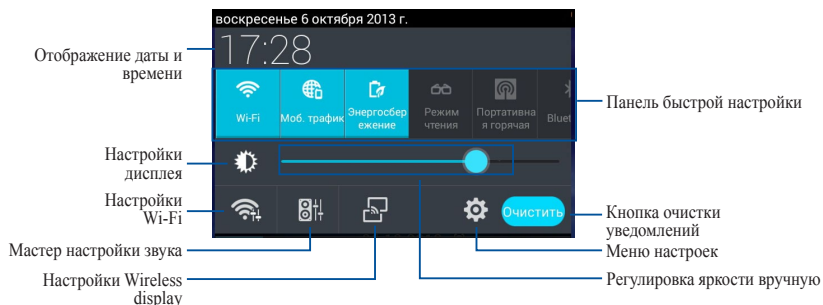 воскресенье 6 октября 2013 г.
17:28
Отображение даты и
времени
Wi-Fi
Моб. трафик
Энергосбер
ежение
Режим
чтения
Портативна
я горячая
Bluet
Панель быстрой настройки
Настройки
дисплея
Настройки
Wi-Fi
Очистить
Кнопка очистки
уведомлений
Мастер настройки звука
Меню настроек
Настройки Wireless
display
Регулировка яркости вручную